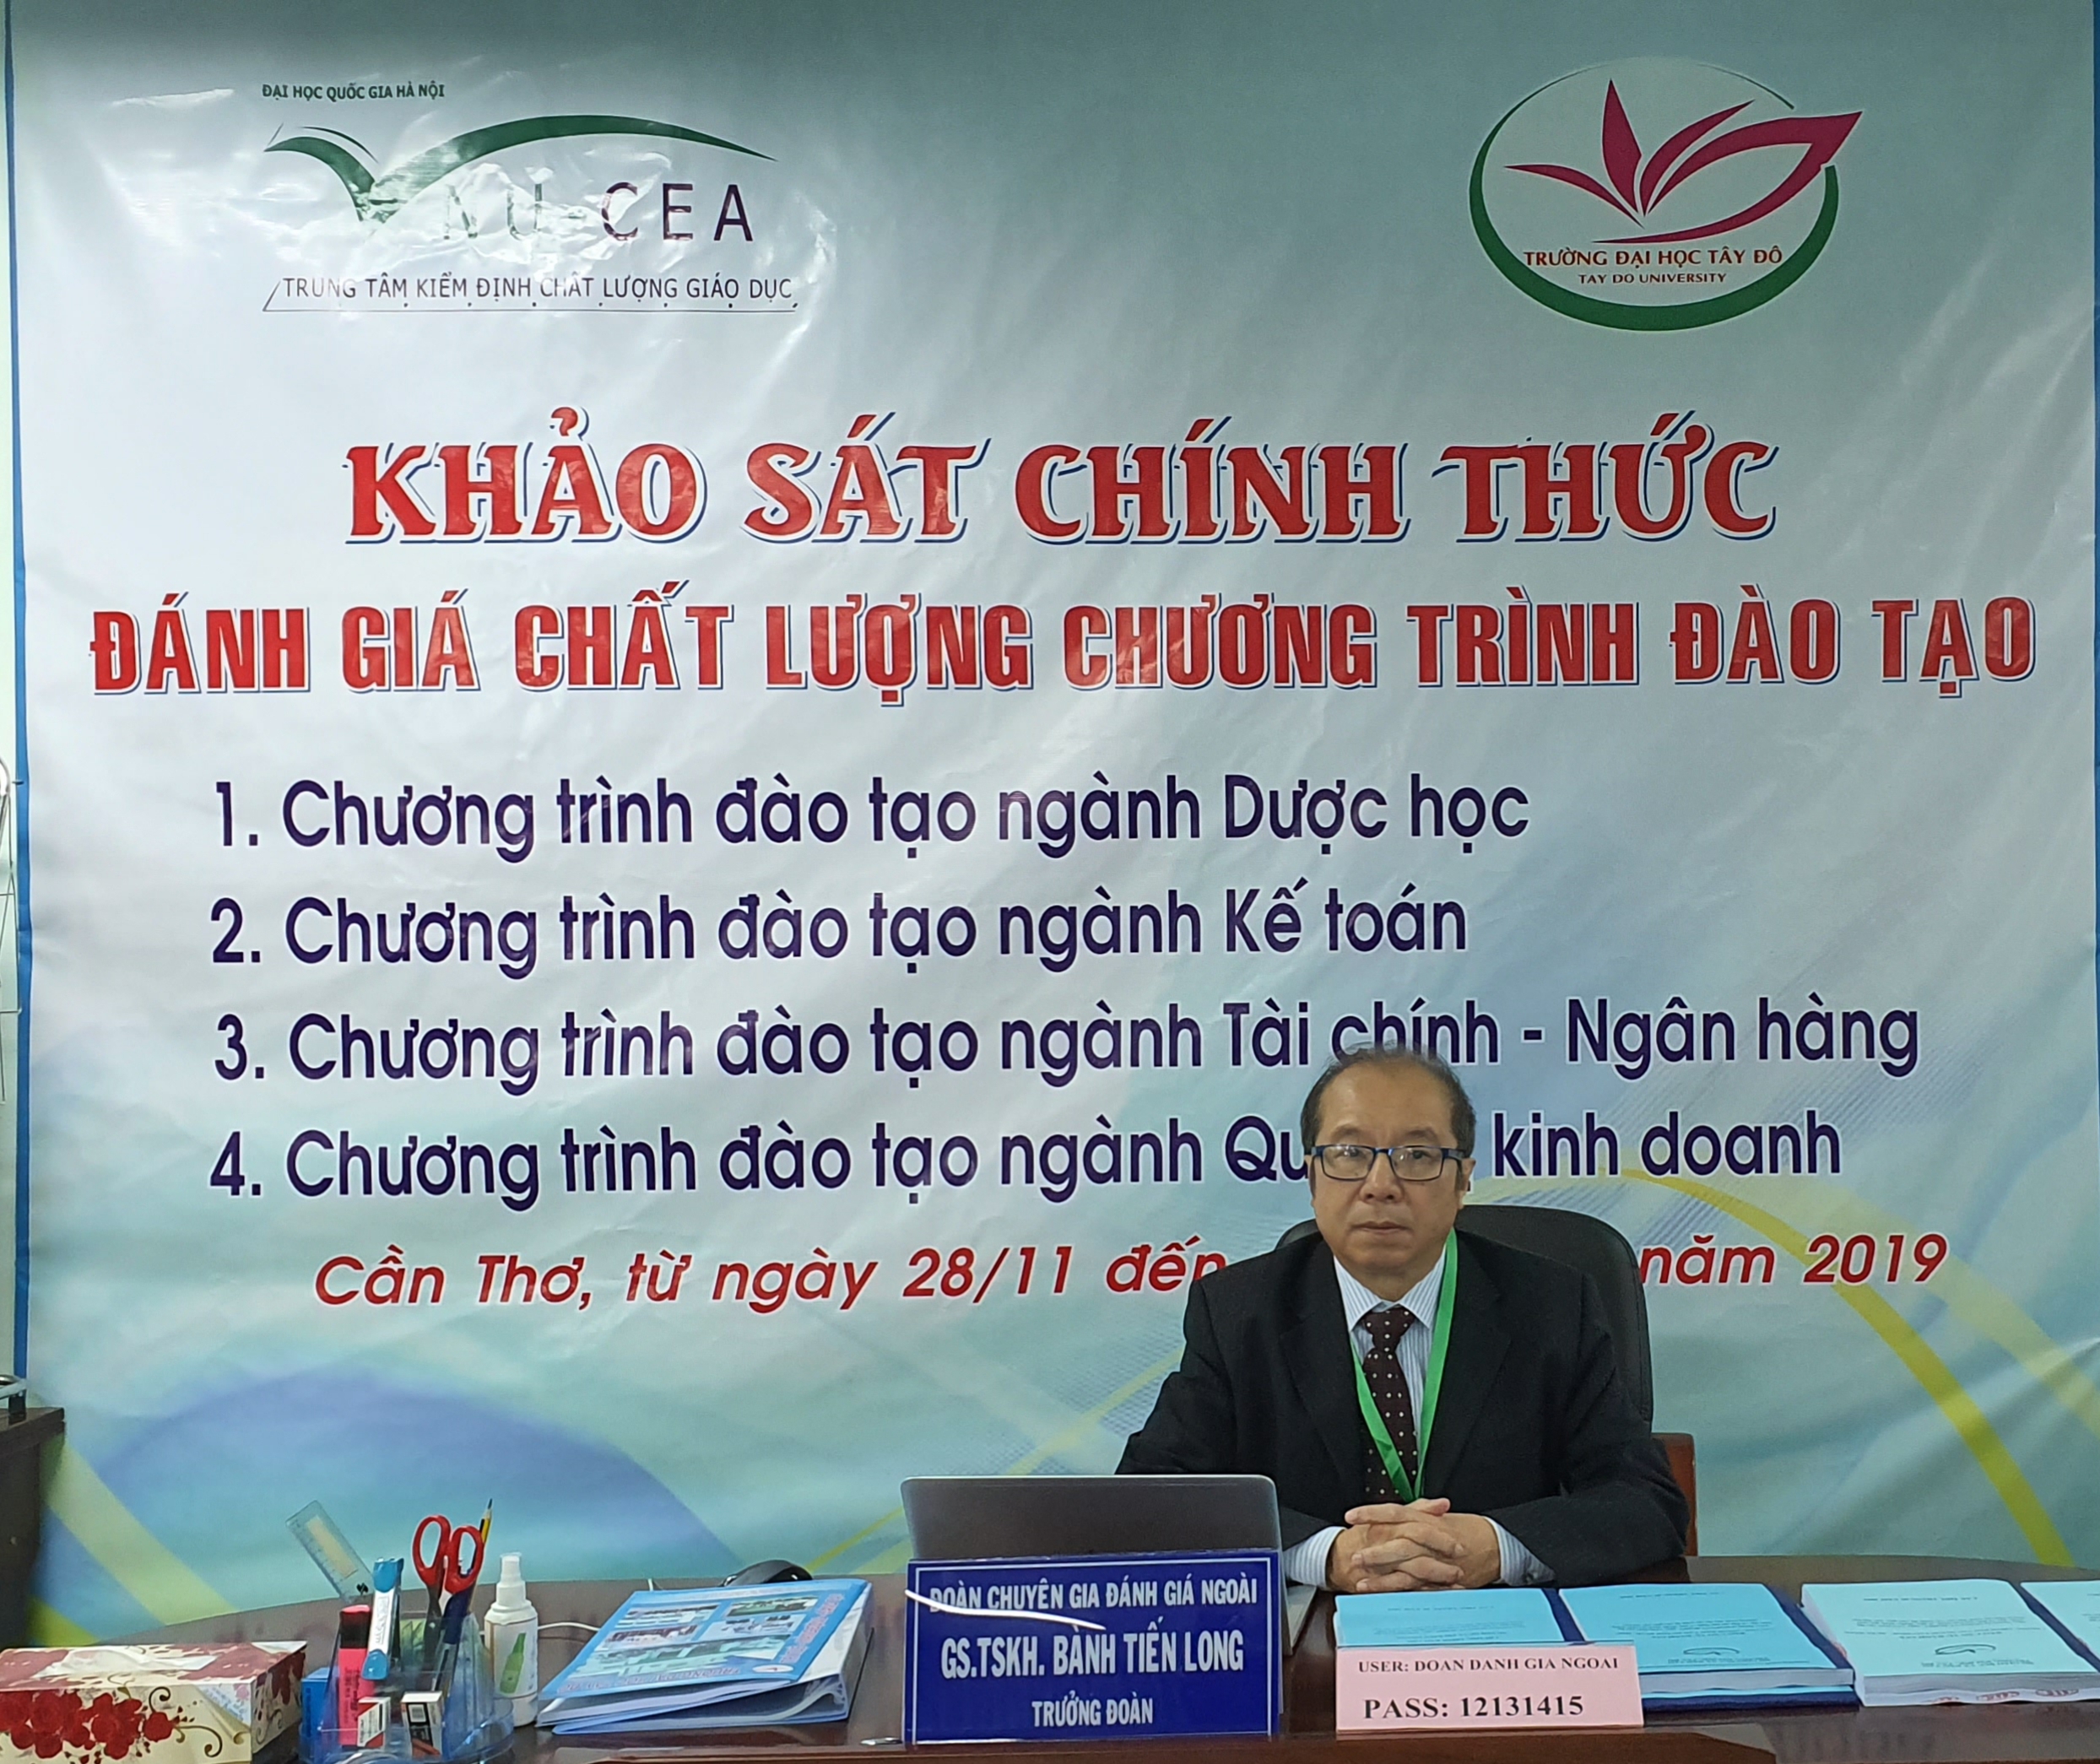 ĐẠI HỌC QUỐC GIA HÀ NỘI
VNU-CEA
TRUNG TÂM KIỂM ĐỊNH CHẤT LƯỢNG GIÁO DỤC
TRƯỜNG ĐẠI HỌC TÂY ĐÔ
TAY DO UNIVERSITY
KHẢO SÁT CHÍNH THỨC
ĐÁNH GIÁ CHẤT LƯỢNG CHƯƠNG TRÌNH ĐÀO TẠO
1. Chương trình đào tạo ngành Dược học
2. Chương trình đào tạo ngành Kế toán
3. Chương trình đào tạo ngành Tài chính - Ngân hàng
4. Chương trình đào tạo ngành kinh doanh
Cần Thơ, từ ngày 28/11 đến năm 2019
ĐOÀN CHUYÊN GIA ĐÁNH GIÁ NGOÀI
GS.TSKH. BÀNH TIẾN LONG
TRƯỞNG ĐOÀN
USER: DOAN DANH GIA NGOAI
PASS: 12131415